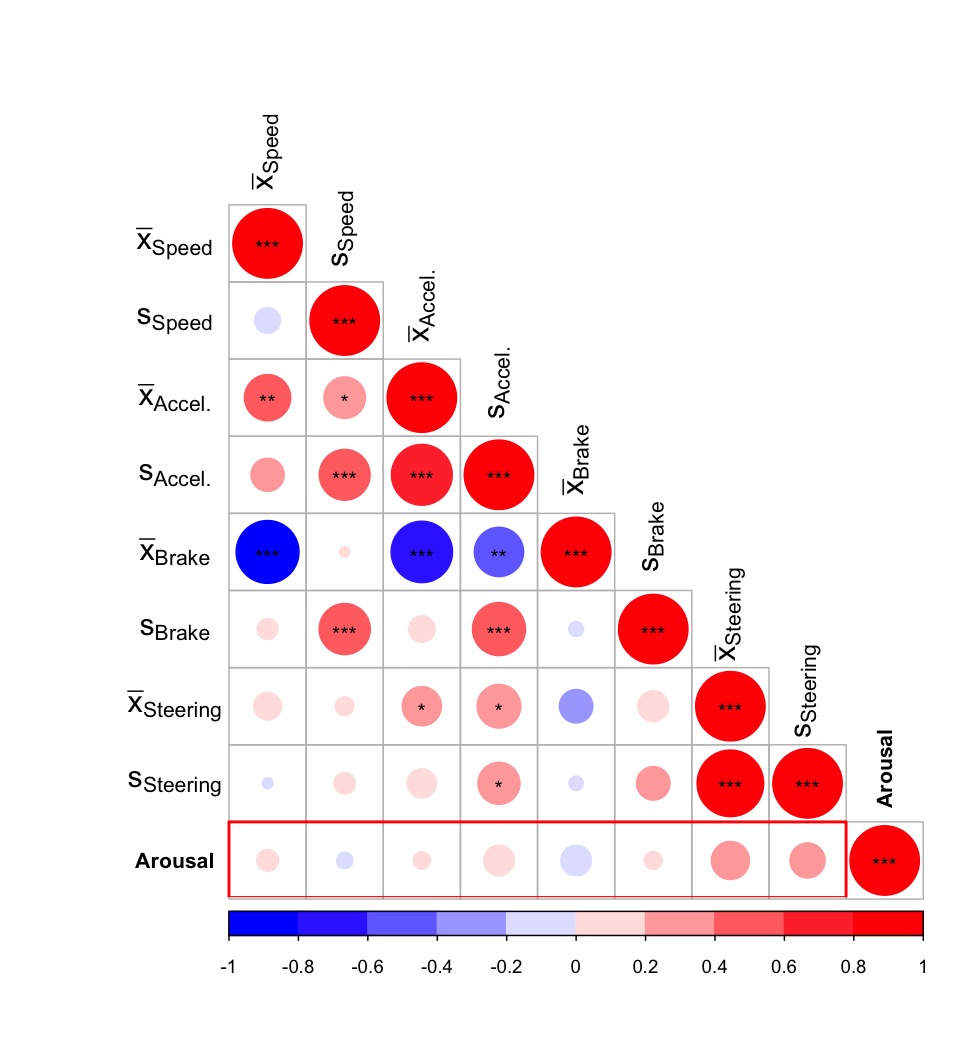 x̄Speed
sSpeed
x̄Accel.
sAccel.
x̄Brake
sBrake
x̄Steering
sSteering
Arousal
x̄Speed ***
sSpeed ***
x̄Accel. ** * ***
sAccel. *** *** ***
x̄Brake *** *** ** ***
sBrake *** *** ***
x̄Steering * * ***
sSteering * *** ***
Arousal ***
-1 -0.8 -0.6 -0.4 -0.2 0 0.2 0.4 0.6 0.8 1